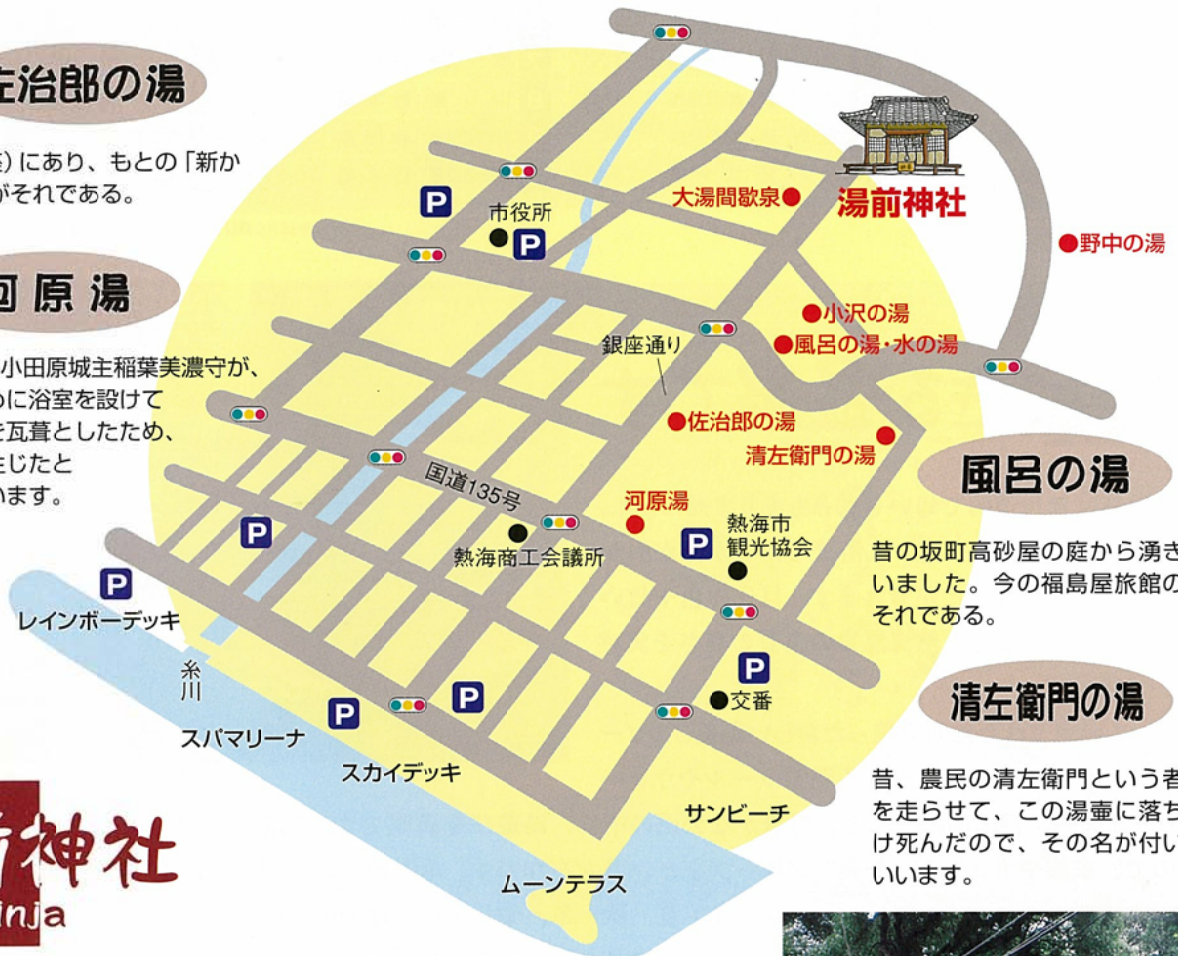 佐治郎の湯
にあり、もとの「新か
がそれである。
河原湯
小田原城主稲葉美濃守が、
めに浴室を設けて
を瓦葺としたため、
生じたと
います。
P
市役所
P
大湯間歇泉
湯前神社
野中の湯
小沢の湯
風呂の湯・水の湯
銀座通り
佐治郎の湯
清左衛門の湯
国道135号
河原湯
熱海商工会議所
P
熱海市
観光協会
P
P
レインボーデッキ
糸川
スパマリーナ
P
P
スカイデッキ
P
交番
サンビーチ
ムーンテラス
風呂の湯
昔の坂町高砂屋の庭から湧き
いました。今の福島屋旅館の
それである。
清左衛門の湯
昔、農民の清左衛門という者
を走らせて、この湯壷に落ち
け死んだので、その名が付い
いいます。
神社
inja